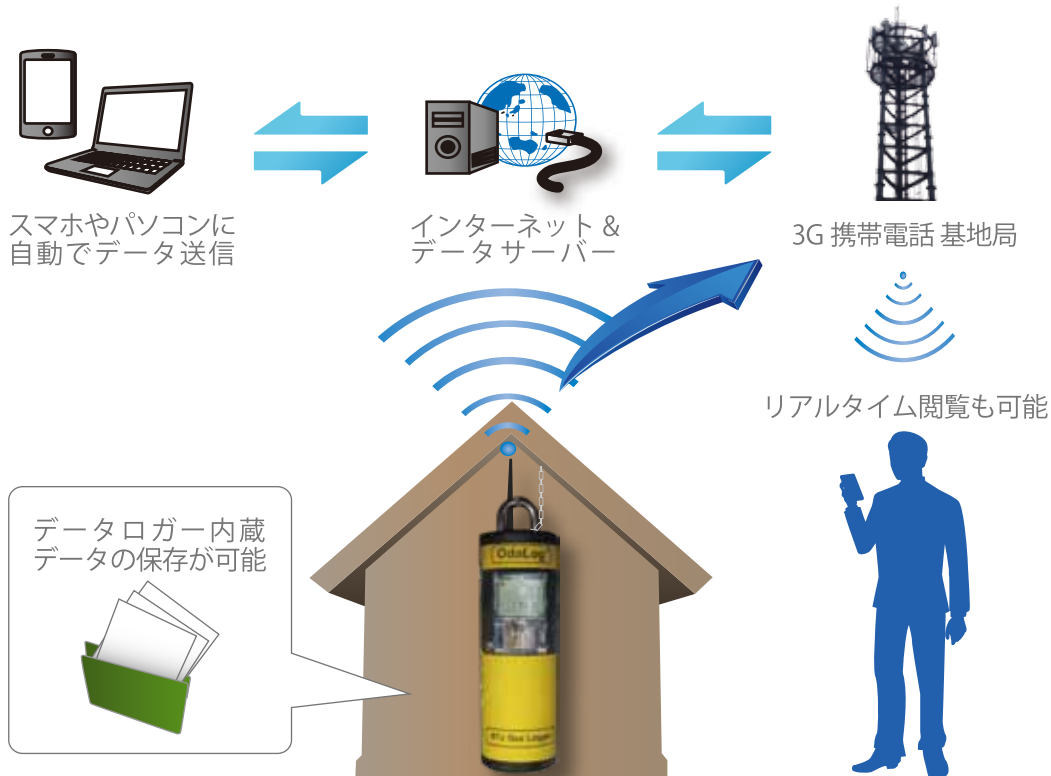 スマホやパソコンに
自動でデータ送信
インターネット &
データサーバー
3G 携帯電話 基地局
リアルタイム閲覧も可能
データロガー内蔵
データの保存が可能
OdaLog
RTU Gas Logger